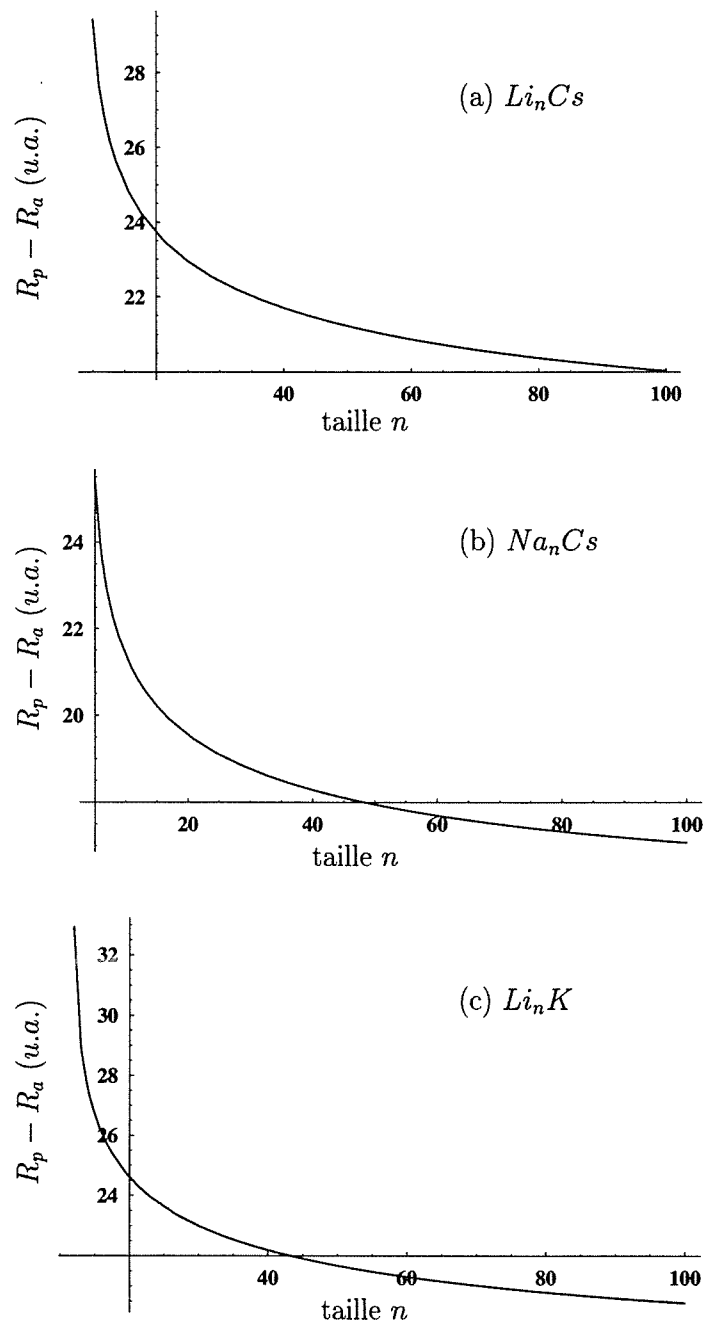 28
(a) Li_nCs
26
R_p − R_a (u.a.)
24
22
40 60 80 100
taille n
24
(b) Na_nCs
22
R_p − R_a (u.a.)
20
20 40 60 80 100
taille n
32
30
(c) Li_nK
28
R_p − R_a (u.a.)
26
24
40 60 80 100
taille n